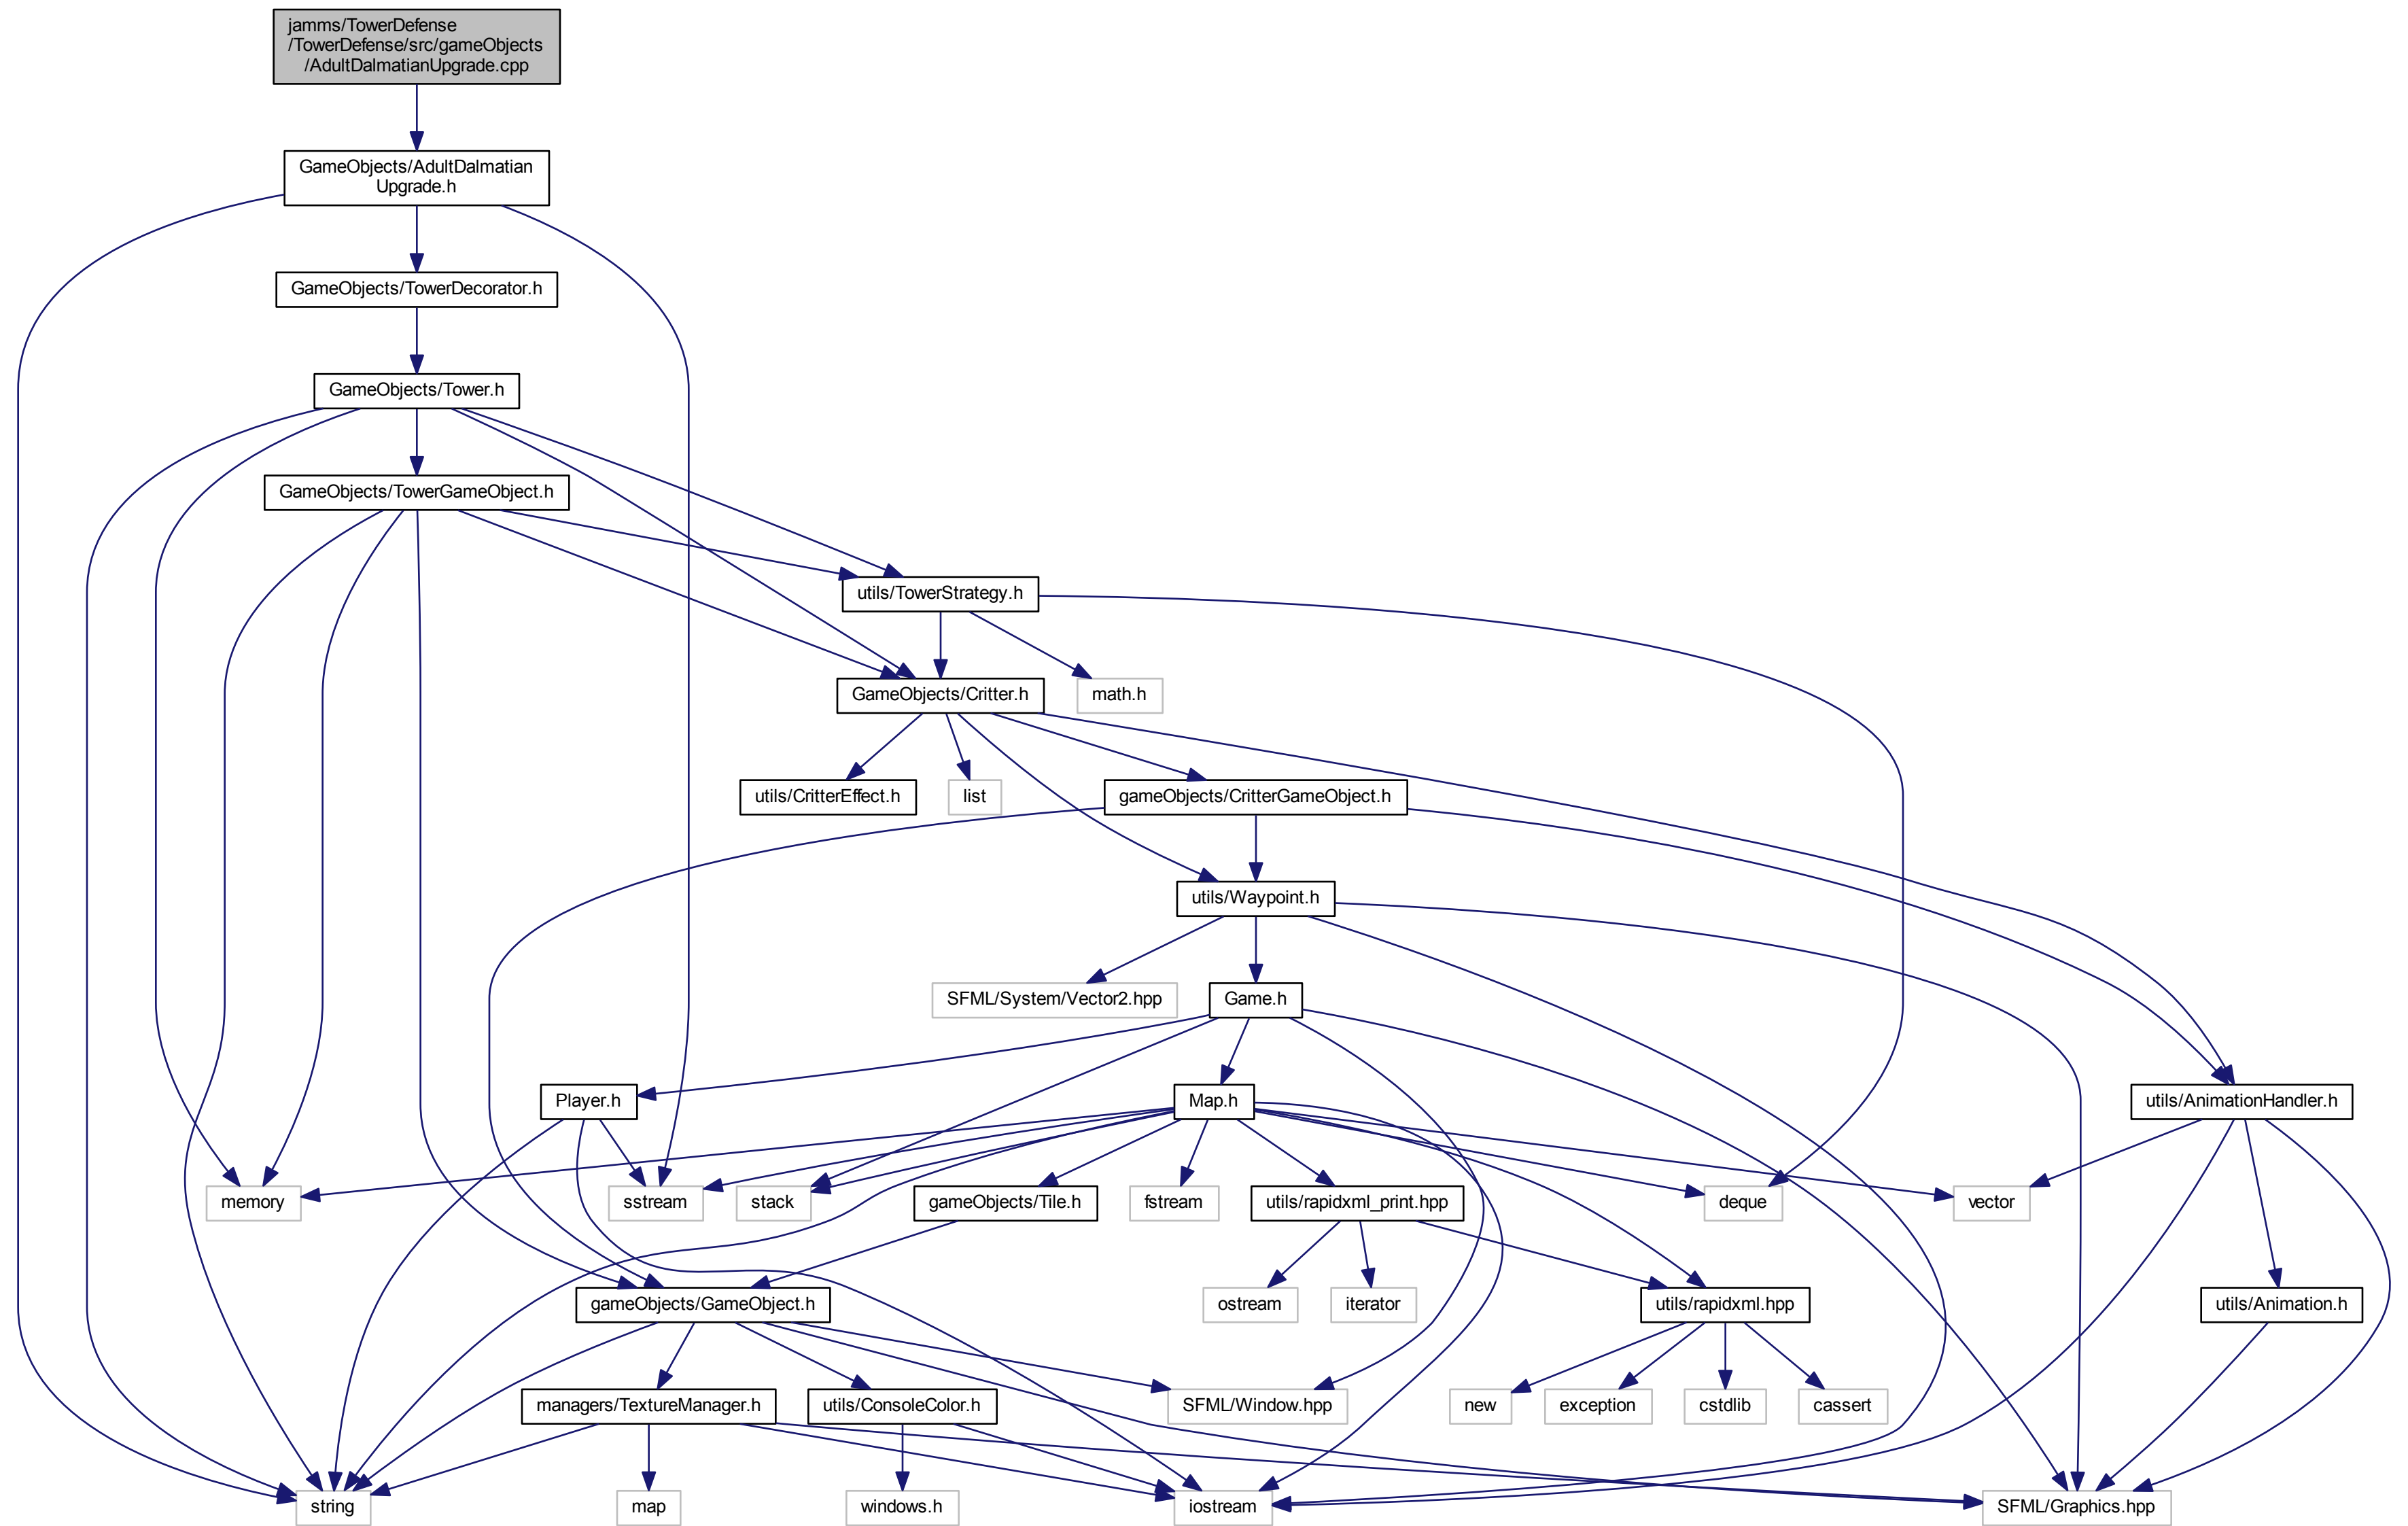 jamms/TowerDefense
/TowerDefense/src/gameObjects
/AdultDalmatianUpgrade.cpp
GameObjects/AdultDalmatian
Upgrade.h
GameObjects/TowerDecorator.h
GameObjects/Tower.h
GameObjects/TowerGameObject.h
utils/TowerStrategy.h
GameObjects/Critter.h
math.h
utils/CritterEffect.h
list
gameObjects/CritterGameObject.h
utils/Waypoint.h
SFML/System/Vector2.hpp
Game.h
Player.h
Map.h
utils/AnimationHandler.h
memory
sstream
stack
gameObjects/Tile.h
fstream
utils/rapidxml_print.hpp
deque
vector
gameObjects/GameObject.h
ostream
iterator
utils/rapidxml.hpp
utils/Animation.h
managers/TextureManager.h
utils/ConsoleColor.h
SFML/Window.hpp
new
exception
cstdlib
cassert
string
map
windows.h
iostream
SFML/Graphics.hpp